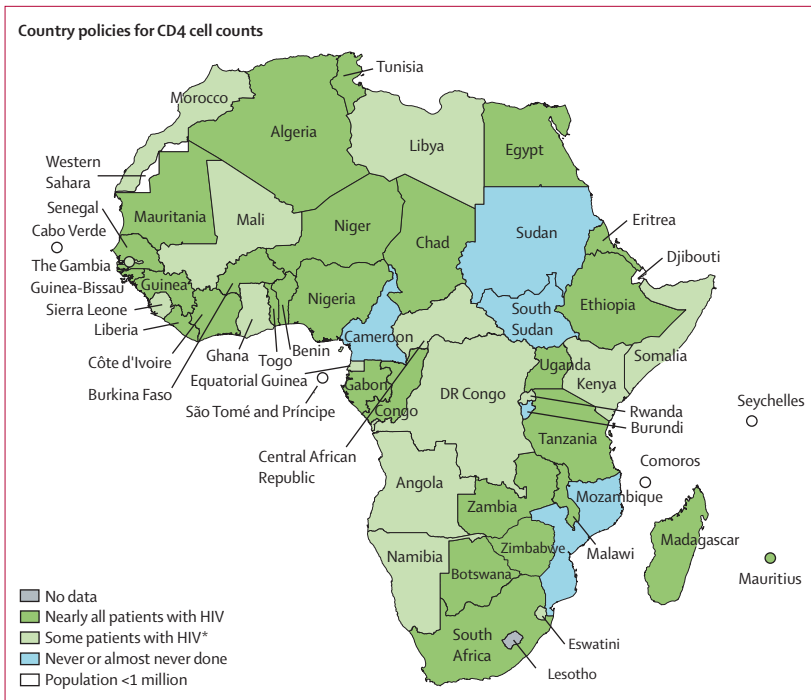 Country policies for CD4 cell counts
Tunisia
Morocco
Algeria
Libya
Egypt
Western
Sahara
Senegal
Cabo Verde
Mauritania
Mali
Niger
Chad
Sudan
Eritrea
Djibouti
The Gambia
Guinea-Bissau
Guinea
Sierra Leone
Liberia
Nigeria
South
Sudan
Ethiopia
Cameroon
Côte d'Ivoire
Ghana
Togo
Benin
Burkina Faso
Equatorial Guinea
São Tomé and Príncipe
Gabon
Congo
DR Congo
Uganda
Kenya
Somalia
Rwanda
Burundi
Seychelles
Central African
Republic
Tanzania
Comoros
Angola
Zambia
Mozambique
Malawi
Madagascar
Mauritius
Namibia
Zimbabwe
Botswana
South
Africa
Eswatini
Lesotho
No data
Nearly all patients with HIV
Some patients with HIV*
Never or almost never done
Population <1 million